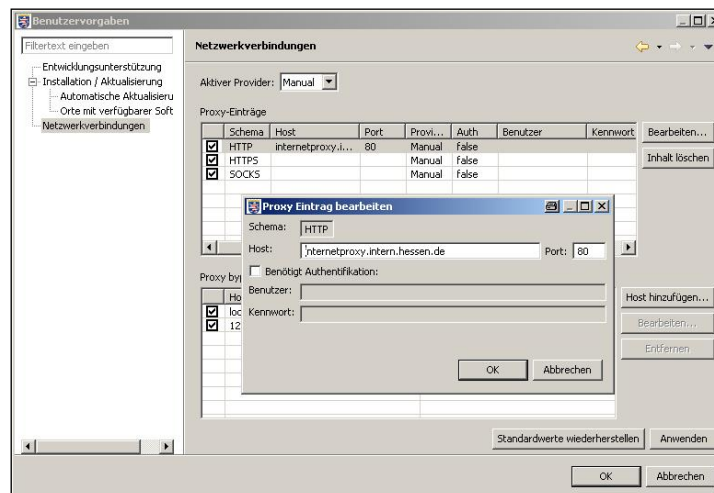 Benutzervorgaben
Filtertext eingeben
Entwicklungsunterstützung
Installation / Aktualisierung
Automatische Aktualisieru
Orte mit verfügbarer Soft
Netzwerkverbindungen
Netzwerkverbindungen
Aktiver Provider: Manual
Proxy-Einträge
Schema Host Port Provi... Auth Benutzer Kennwort
HTTP internetproxy.i... 80 Manual false
HTTPS Manual false
SOCKS Manual false
Bearbeiten...
Inhalt löschen
Proxy Eintrag bearbeiten
Schema: HTTP
Host: internetproxy.intern.hessen.de Port: 80
Benötigt Authentifikation:
Benutzer:
Kennwort:
OK Abbrechen
Proxy byp
Ho
loc
12
Host hinzufügen...
Bearbeiten...
Entfernen
Standardwerte wiederherstellen Anwenden
OK Abbrechen